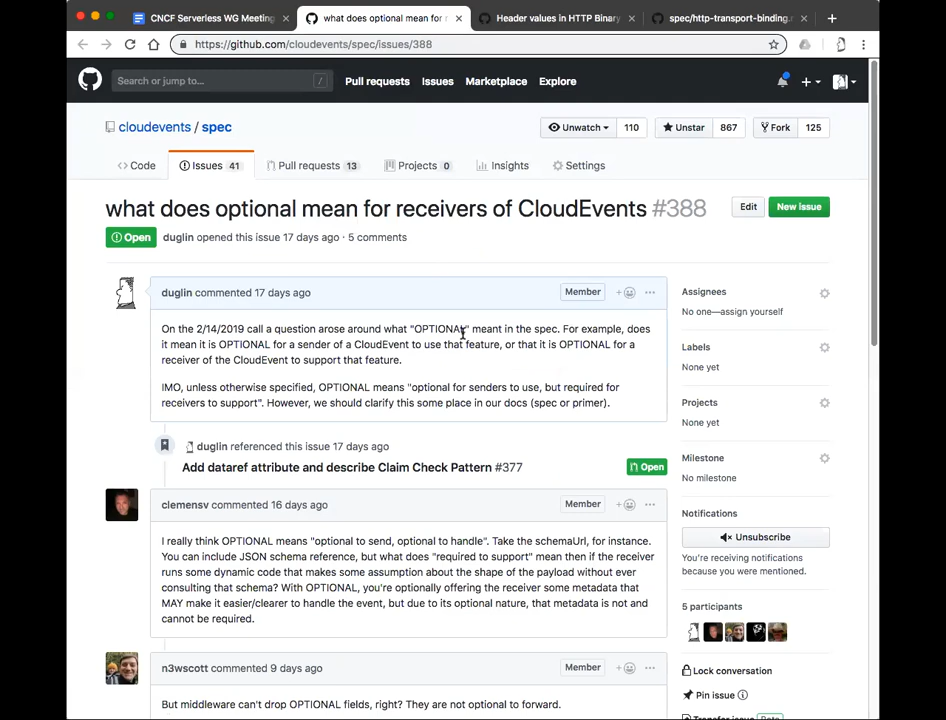 CNCF Serverless WG Meeting
what does optional mean for r
Header values in HTTP Binary
spec/http-transport-binding.m
https://github.com/cloudevents/spec/issues/388
Search or jump to...
/
Pull requests
Issues
Marketplace
Explore
cloudevents / spec
Unwatch
110
Unstar
867
Fork
125
Code
Issues 41
Pull requests 13
Projects 0
Insights
Settings
what does optional mean for receivers of CloudEvents #388
Edit
New issue
Open
duglin opened this issue 17 days ago · 5 comments
duglin commented 17 days ago
Member
On the 2/14/2019 call a question arose around what "OPTIONAL" meant in the spec. For example, does
it mean it is OPTIONAL for a sender of a CloudEvent to use that feature, or that it is OPTIONAL for a
receiver of the CloudEvent to support that feature.
IMO, unless otherwise specified, OPTIONAL means "optional for senders to use, but required for
receivers to support". However, we should clarify this some place in our docs (spec or primer).
duglin referenced this issue 17 days ago
Add dataref attribute and describe Claim Check Pattern #377
Open
clemensv commented 16 days ago
Member
I really think OPTIONAL means "optional to send, optional to handle". Take the schemaUrl, for instance.
You can include JSON schema reference, but what does "required to support" mean then if the receiver
runs some dynamic code that makes some assumption about the shape of the payload without ever
consulting that schema? With OPTIONAL, you're optionally offering the receiver some metadata that
MAY make it easier/clearer to handle the event, but due to its optional nature, that metadata is not and
cannot be required.
n3wscott commented 9 days ago
Member
But middleware can't drop OPTIONAL fields, right? They are not optional to forward.
Assignees
No one—assign yourself
Labels
None yet
Projects
None yet
Milestone
No milestone
Notifications
Unsubscribe
You're receiving notifications
because you were mentioned.
5 participants
Lock conversation
Pin issue
Transfer issue Beta